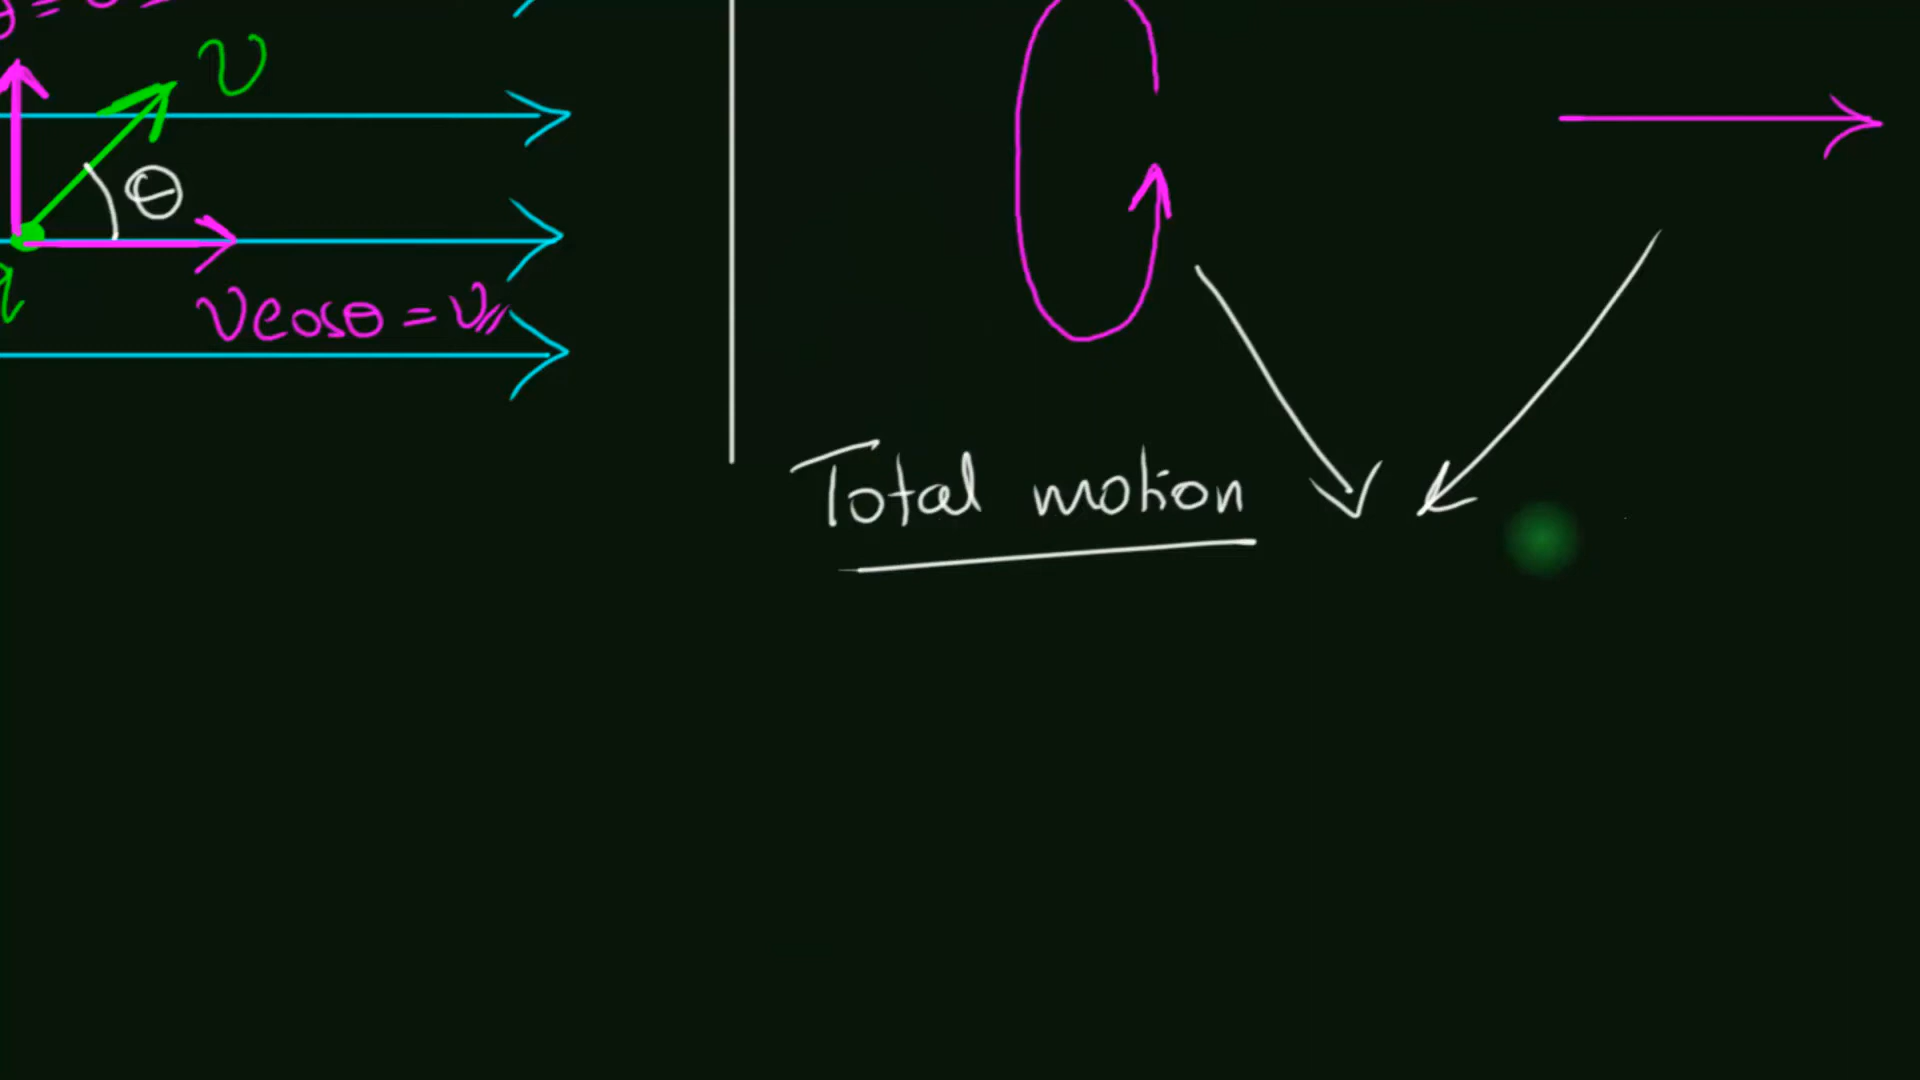 v
θ
q
vcosθ = v//
Total motion